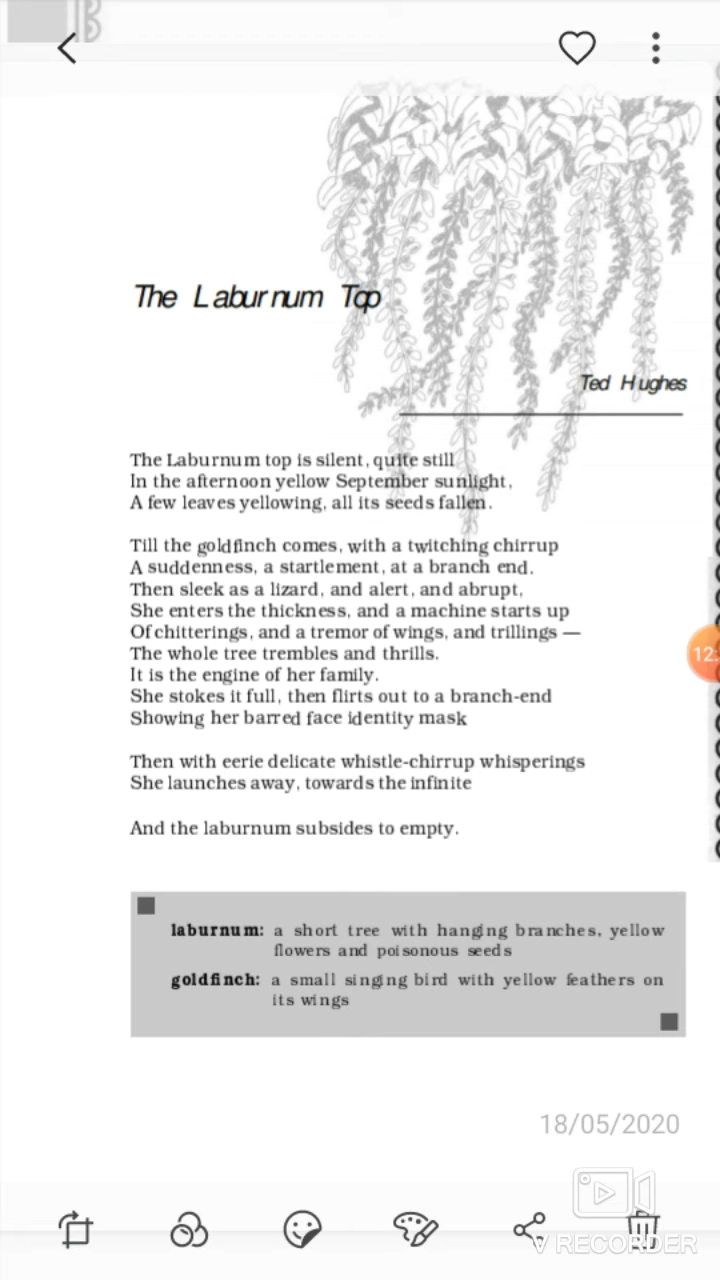 The Laburnum Top
Ted Hughes
The Laburnum top is silent, quite still
In the afternoon yellow September sunlight,
A few leaves yellowing, all its seeds fallen.
Till the goldfinch comes, with a twitching chirrup
A suddenness, a startlement, at a branch end.
Then sleek as a lizard, and alert, and abrupt,
She enters the thickness, and a machine starts up
Of chitterings, and a tremor of wings, and trillings —
The whole tree trembles and thrills.
It is the engine of her family.
She stokes it full, then flirts out to a branch-end
Showing her barred face identity mask
Then with eerie delicate whistle-chirrup whisperings
She launches away, towards the infinite
And the laburnum subsides to empty.
laburnum: a short tree with hanging branches, yellow
flowers and poisonous seeds
goldfinch: a small singing bird with yellow feathers on
its wings
18/05/2020
V RECORDER